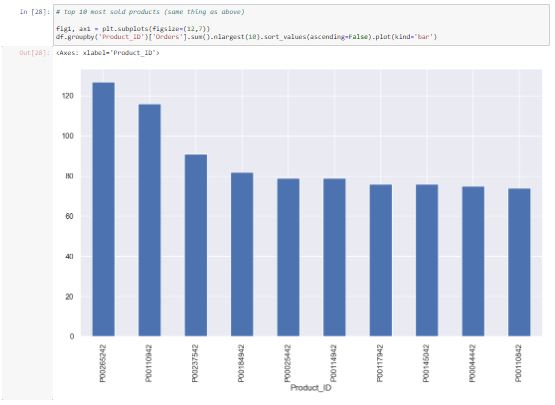 In [28]: # top 10 most sold products (same thing as above)
fig1, ax1 = plt.subplots(figsize=(12,7))
df.groupby('Product_ID')['Orders'].sum().nlargest(10).sort_values(ascending=False).plot(kind='bar')
Out[28]: <Axes: xlabel='Product_ID'>
120
100
80
60
40
20
0
P00265242
P00110942
P00237542
P00184942
P00025442
P00114942
P00117942
P00145042
P00044442
P00110842
Product_ID